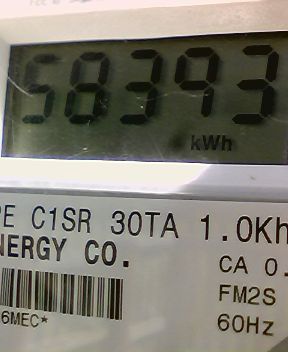 58393
kWh
PE C1SR 30TA 1.0Kh
NERGY CO.
CA 0.
FM2S
6MEC*
60Hz